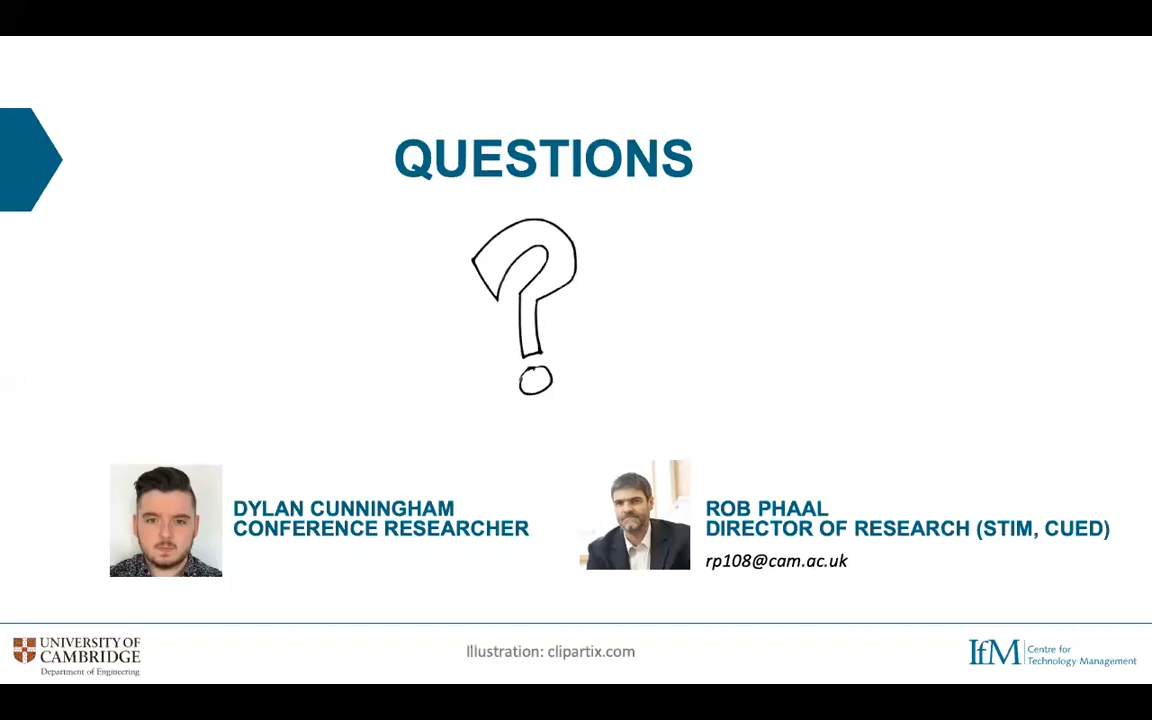 QUESTIONS
?
DYLAN CUNNINGHAM
CONFERENCE RESEARCHER
ROB PHAAL
DIRECTOR OF RESEARCH (STIM, CUED)
rp108@cam.ac.uk
UNIVERSITY OF
CAMBRIDGE
Department of Engineering
Illustration: clipartix.com
IfM
Centre for
Technology Management